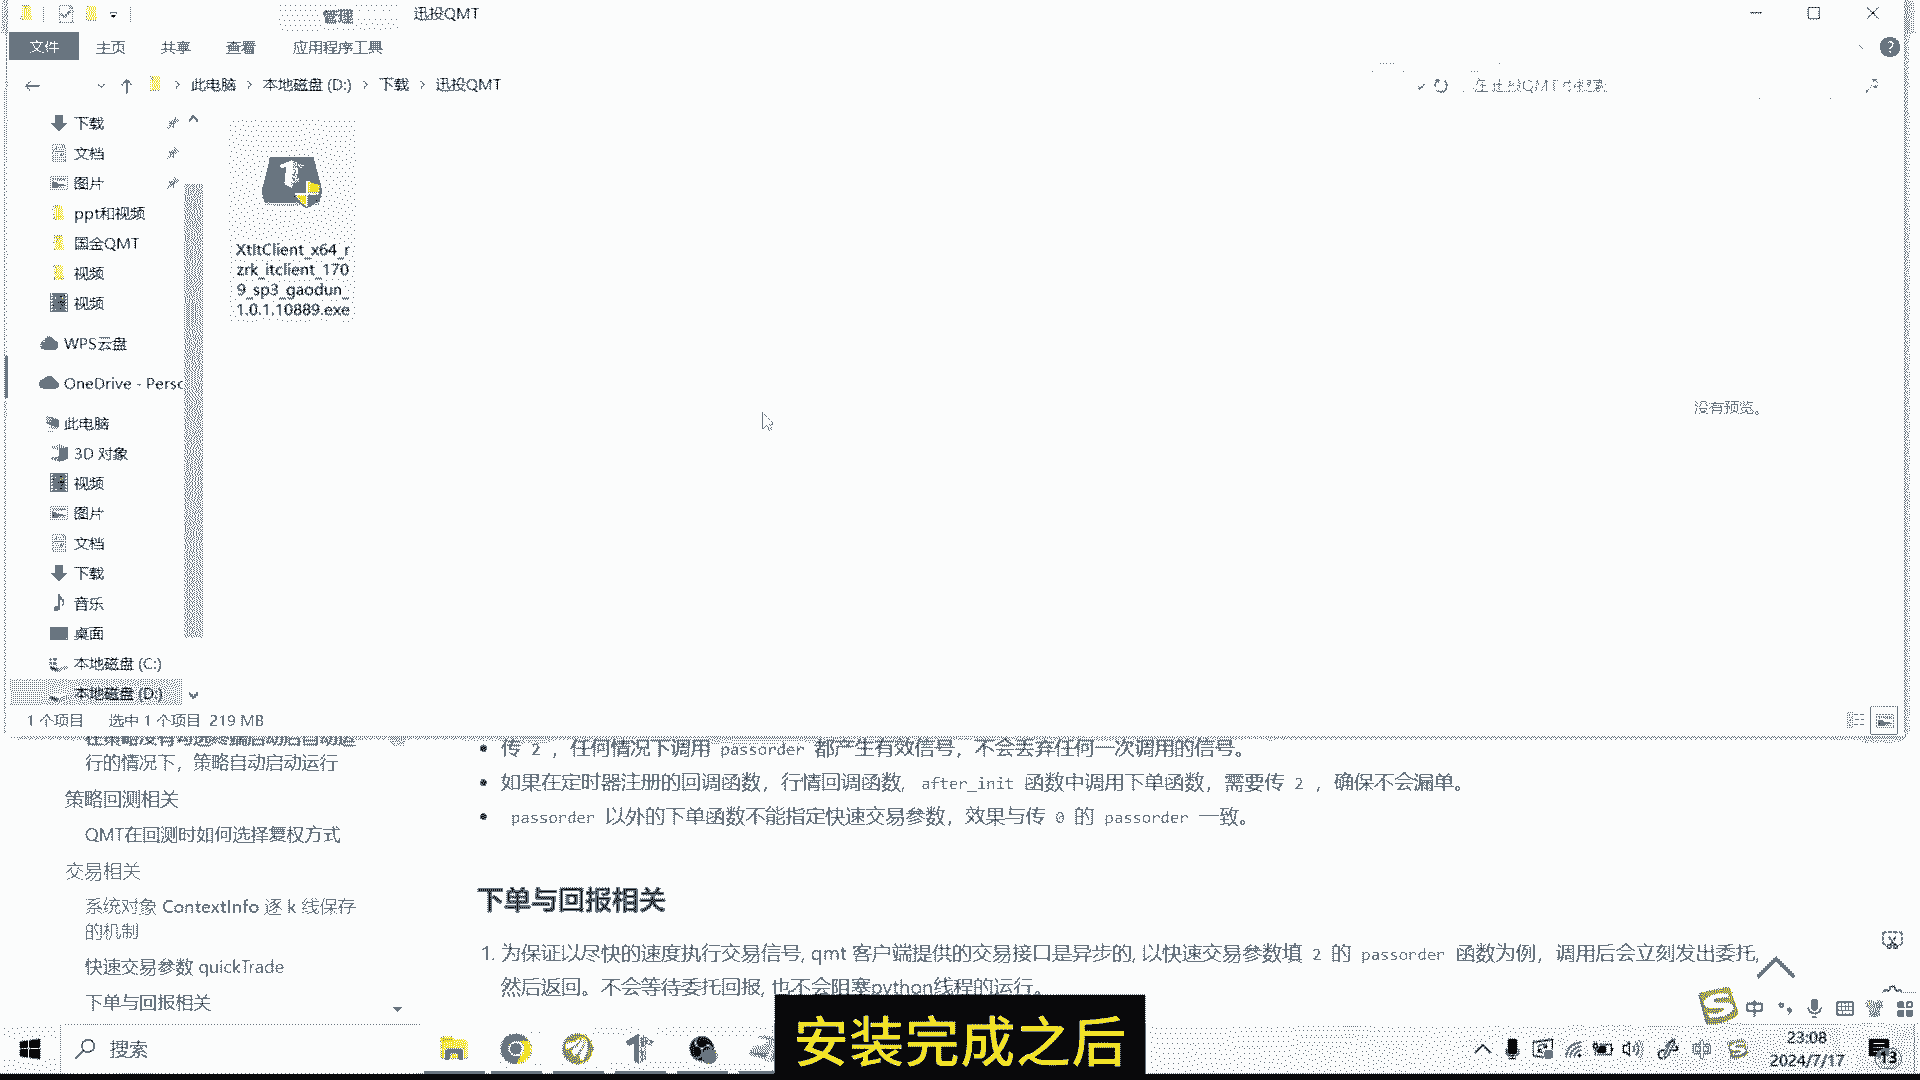 管理
迅投QMT
文件
主页
共享
查看
应用程序工具
此电脑
本地磁盘 (D:)
下载
迅投QMT
下载
文档
图片
ppt和视频
国金QMT
视频
视频
WPS云盘
OneDrive - Perso
此电脑
3D 对象
视频
图片
文档
下载
音乐
桌面
本地磁盘 (C:)
本地磁盘 (D:)
XtItClient_x64_r
zrk_itclient_170
9_sp3_gaodun_
1.0.1.10889.exe
没有预览。
1 个项目
选中 1 个项目 219 MB
行的情况下，策略自动启动运行
策略回测相关
QMT在回测时如何选择复权方式
交易相关
系统对象 ContextInfo 逐 k 线保存
的机制
快速交易参数 quickTrade
下单与回报相关
• 传 2 ，任何情况下调用 passorder 都产生有效信号，不会丢弃任何一次调用的信号。
• 如果在定时器注册的回调函数，行情回调函数, after_init 函数中调用下单函数，需要传 2 ，确保不会漏单。
• passorder 以外的下单函数不能指定快速交易参数，效果与传 0 的 passorder 一致。
下单与回报相关
1. 为保证以尽快的速度执行交易信号, qmt 客户端提供的交易接口是异步的, 以快速交易参数填 2 的 passorder 函数为例，调用后会立刻发出委托,
然后返回。不会等待委托回报, 也不会阻塞python线程的运行。
安装完成之后
搜索
中
23:08
2024/7/17
13